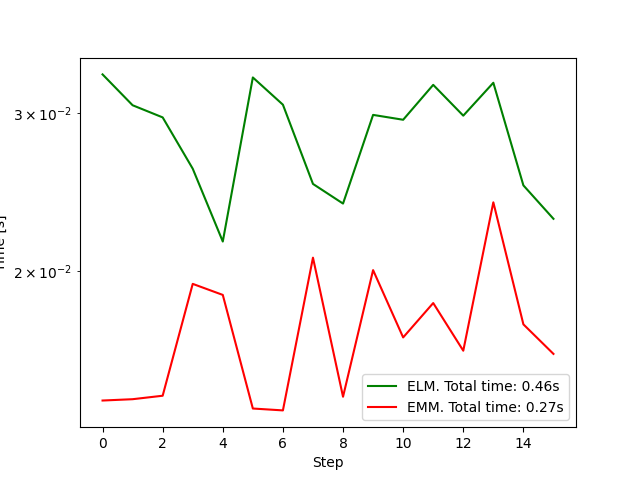 3 × 10⁻²
2 × 10⁻²
Time [s]
0 2 4 6 8 10 12 14
Step
ELM. Total time: 0.46s
EMM. Total time: 0.27s